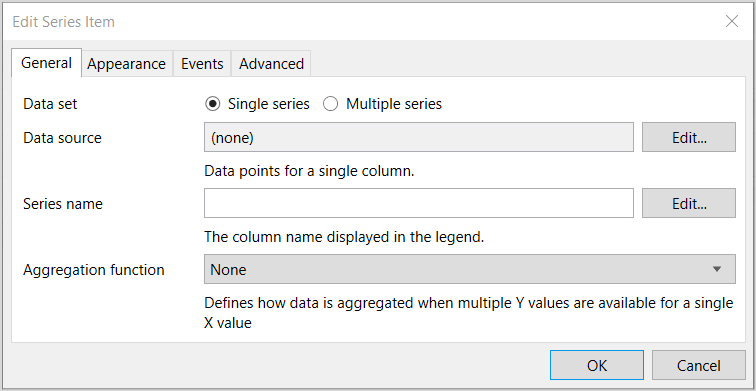 Edit Series Item
General Appearance Events Advanced
Data set Single series Multiple series
Data source (none) Edit...
Data points for a single column.
Series name Edit...
The column name displayed in the legend.
Aggregation function None
Defines how data is aggregated when multiple Y values are available for a single
X value
OK Cancel